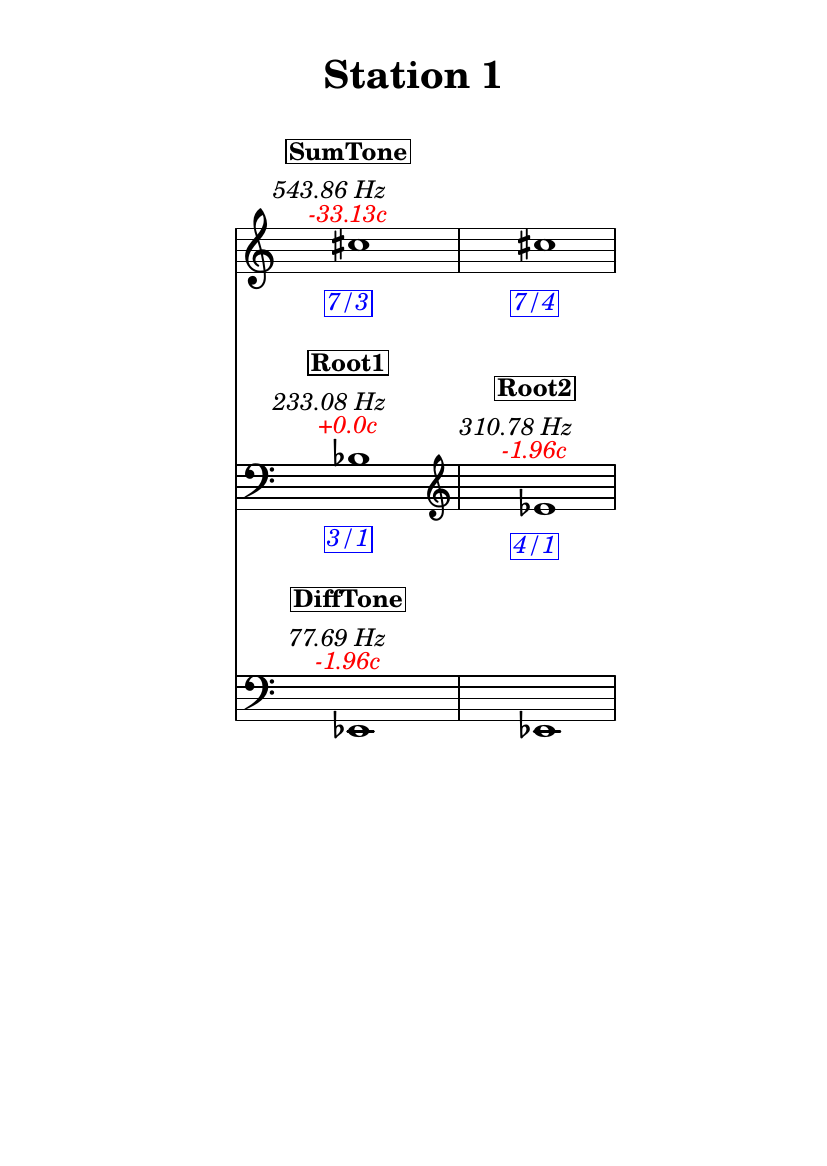 Station 1
SumTone
543.86 Hz
-33.13c
7/3
7/4
Root1
233.08 Hz
+0.0c
Root2
310.78 Hz
-1.96c
3/1
4/1
DiffTone
77.69 Hz
-1.96c